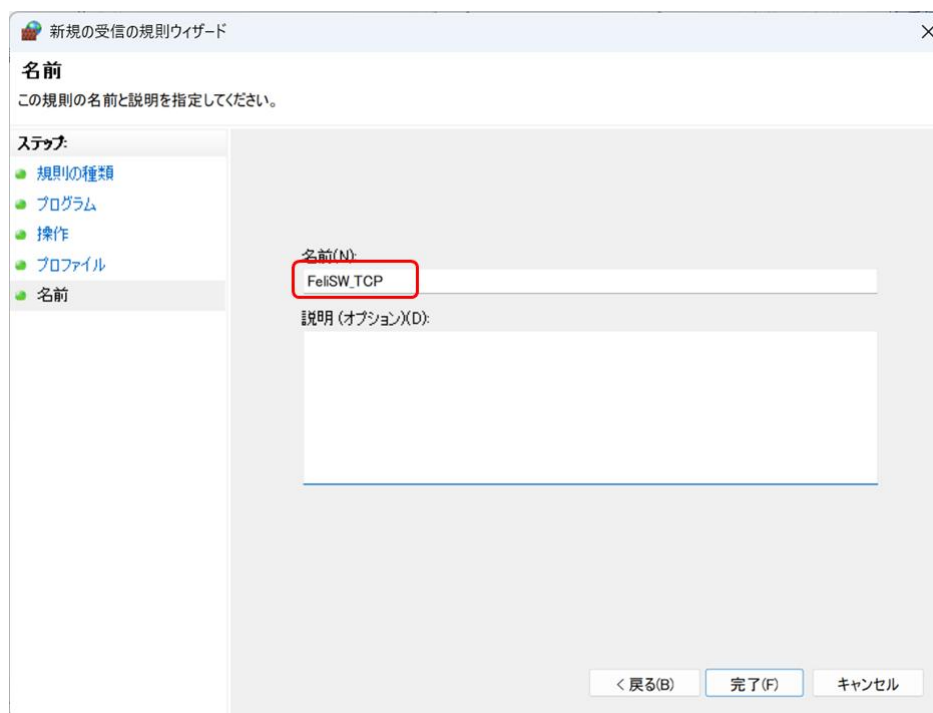 新規の受信の規則ウィザード
名前
この規則の名前と説明を指定してください。
ステップ:
規則の種類
プログラム
操作
プロファイル
名前
名前(N):
FeliSW_TCP
説明 (オプション)(D):
< 戻る(B)
完了(F)
キャンセル